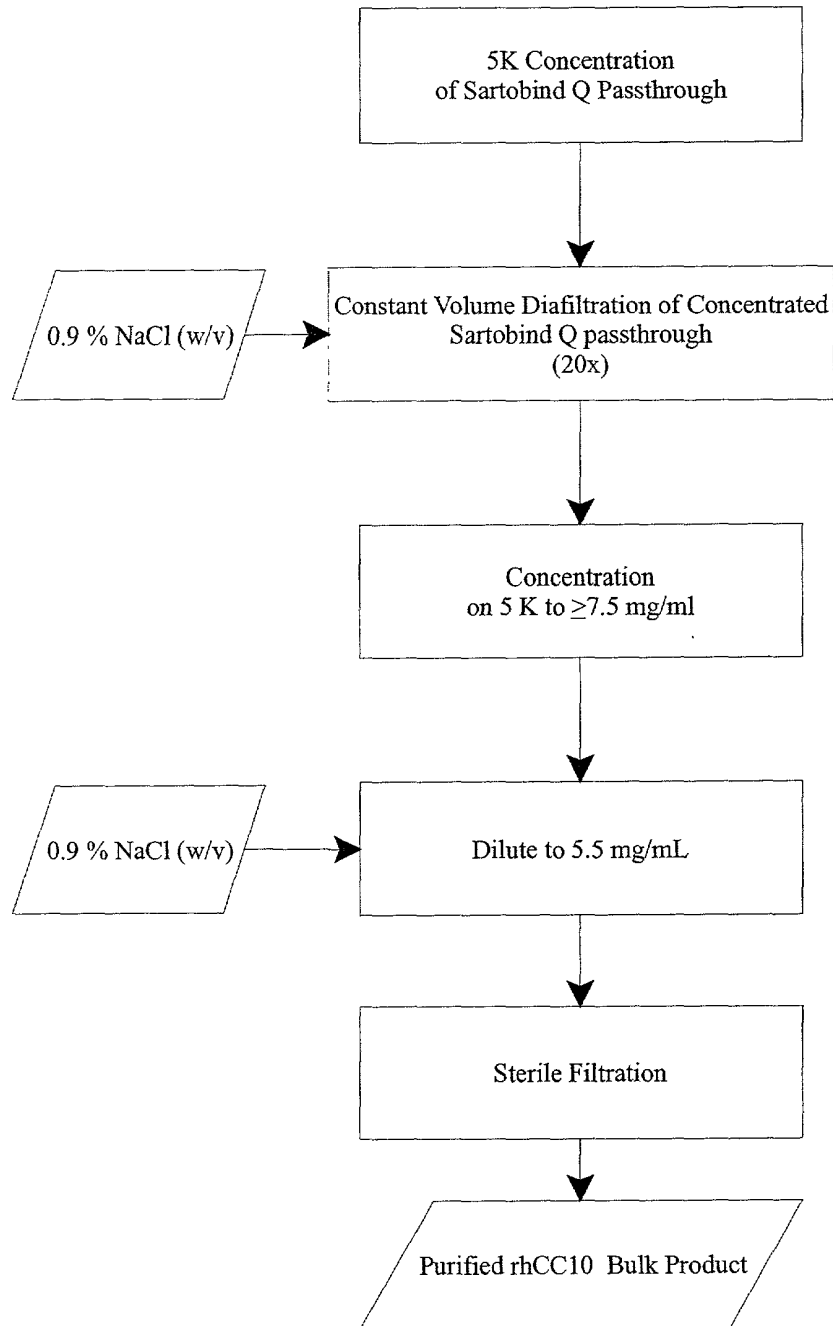 5K Concentration
of Sartobind Q Passthrough
0.9 % NaCl (w/v)
Constant Volume Diafiltration of Concentrated
Sartobind Q passthrough
(20x)
Concentration
on 5 K to ≥7.5 mg/ml
0.9 % NaCl (w/v)
Dilute to 5.5 mg/mL
Sterile Filtration
Purified rhCC10 Bulk Product